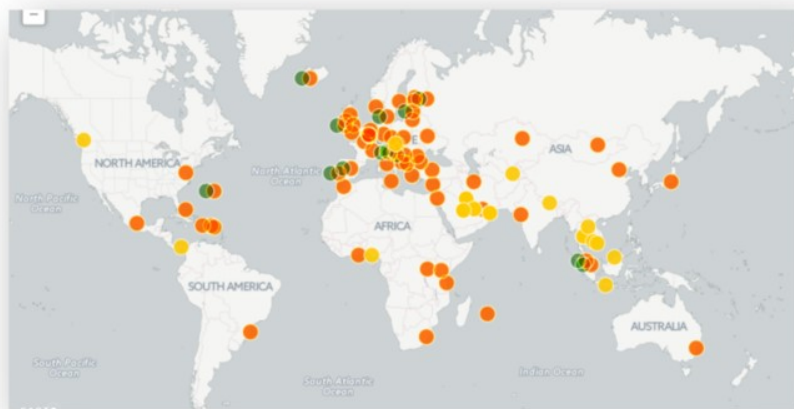 NORTH AMERICA
ASIA
North Pacific
Ocean
North Atlantic
Ocean
AFRICA
SOUTH AMERICA
AUSTRALIA
South Pacific
Ocean
South Atlantic
Ocean
Indian Ocean